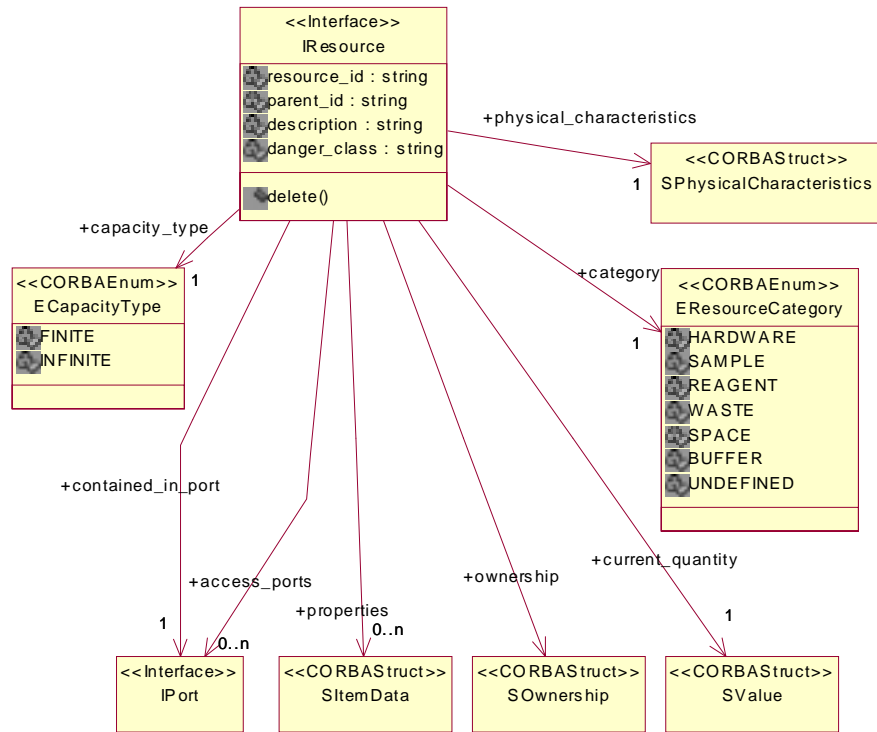 <<Interface>>
IResource
resource_id : string
parent_id : string
description : string
danger_class : string
delete()
+physical_characteristics
1
<<CORBAStruct>>
SPhysicalCharacteristics
+capacity_type
1
<<CORBAEnum>>
ECapacityType
FINITE
INFINITE
+category
1
<<CORBAEnum>>
EResourceCategory
HARDWARE
SAMPLE
REAGENT
WASTE
SPACE
BUFFER
UNDEFINED
+contained_in_port
1
+access_ports
0..n
+properties
0..n
+ownership
+current_quantity
1
<<Interface>>
IPort
<<CORBAStruct>>
SItemData
<<CORBAStruct>>
SOwnership
<<CORBAStruct>>
SValue